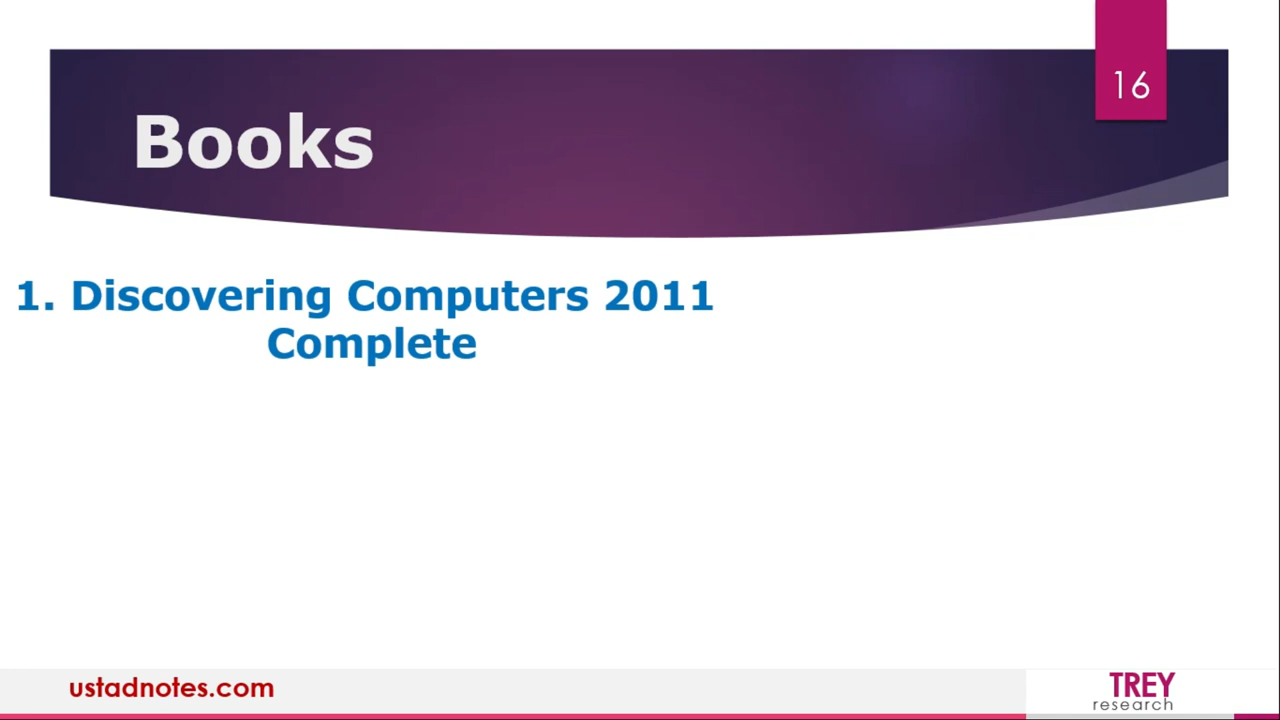 16
Books
1. Discovering Computers 2011
Complete
ustadnotes.com
TREY
research